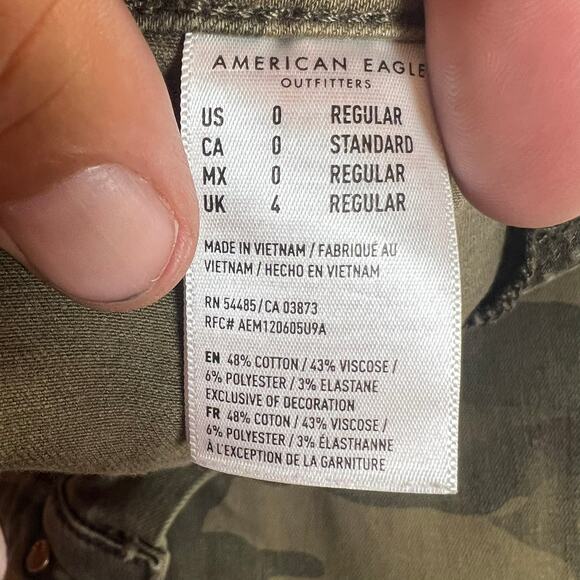 AMERICAN EAGLE
OUTFITTERS
US 0 REGULAR
CA 0 STANDARD
MX 0 REGULAR
UK 4 REGULAR
MADE IN VIETNAM / FABRIQUE AU
VIETNAM / HECHO EN VIETNAM
RN 54485/CA 03873
RFC# AEM120605U9A
EN 48% COTTON / 43% VISCOSE /
6% POLYESTER / 3% ELASTANE
EXCLUSIVE OF DECORATION
FR 48% COTON / 43% VISCOSE /
6% POLYESTER / 3% ÉLASTHANNE
À L'EXCEPTION DE LA GARNITURE